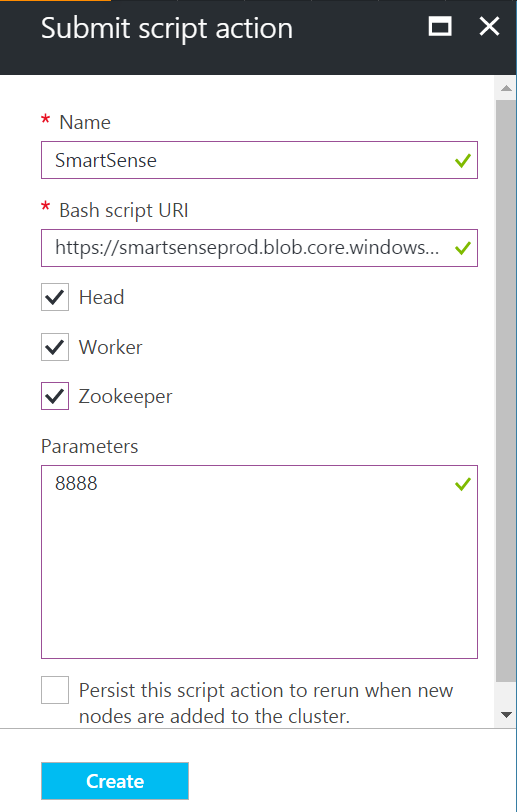 Submit script action
* Name
SmartSense
* Bash script URI
https://smartsenseprod.blob.core.windows...
Head
Worker
Zookeeper
Parameters
8888
Persist this script action to rerun when new
nodes are added to the cluster.
Create